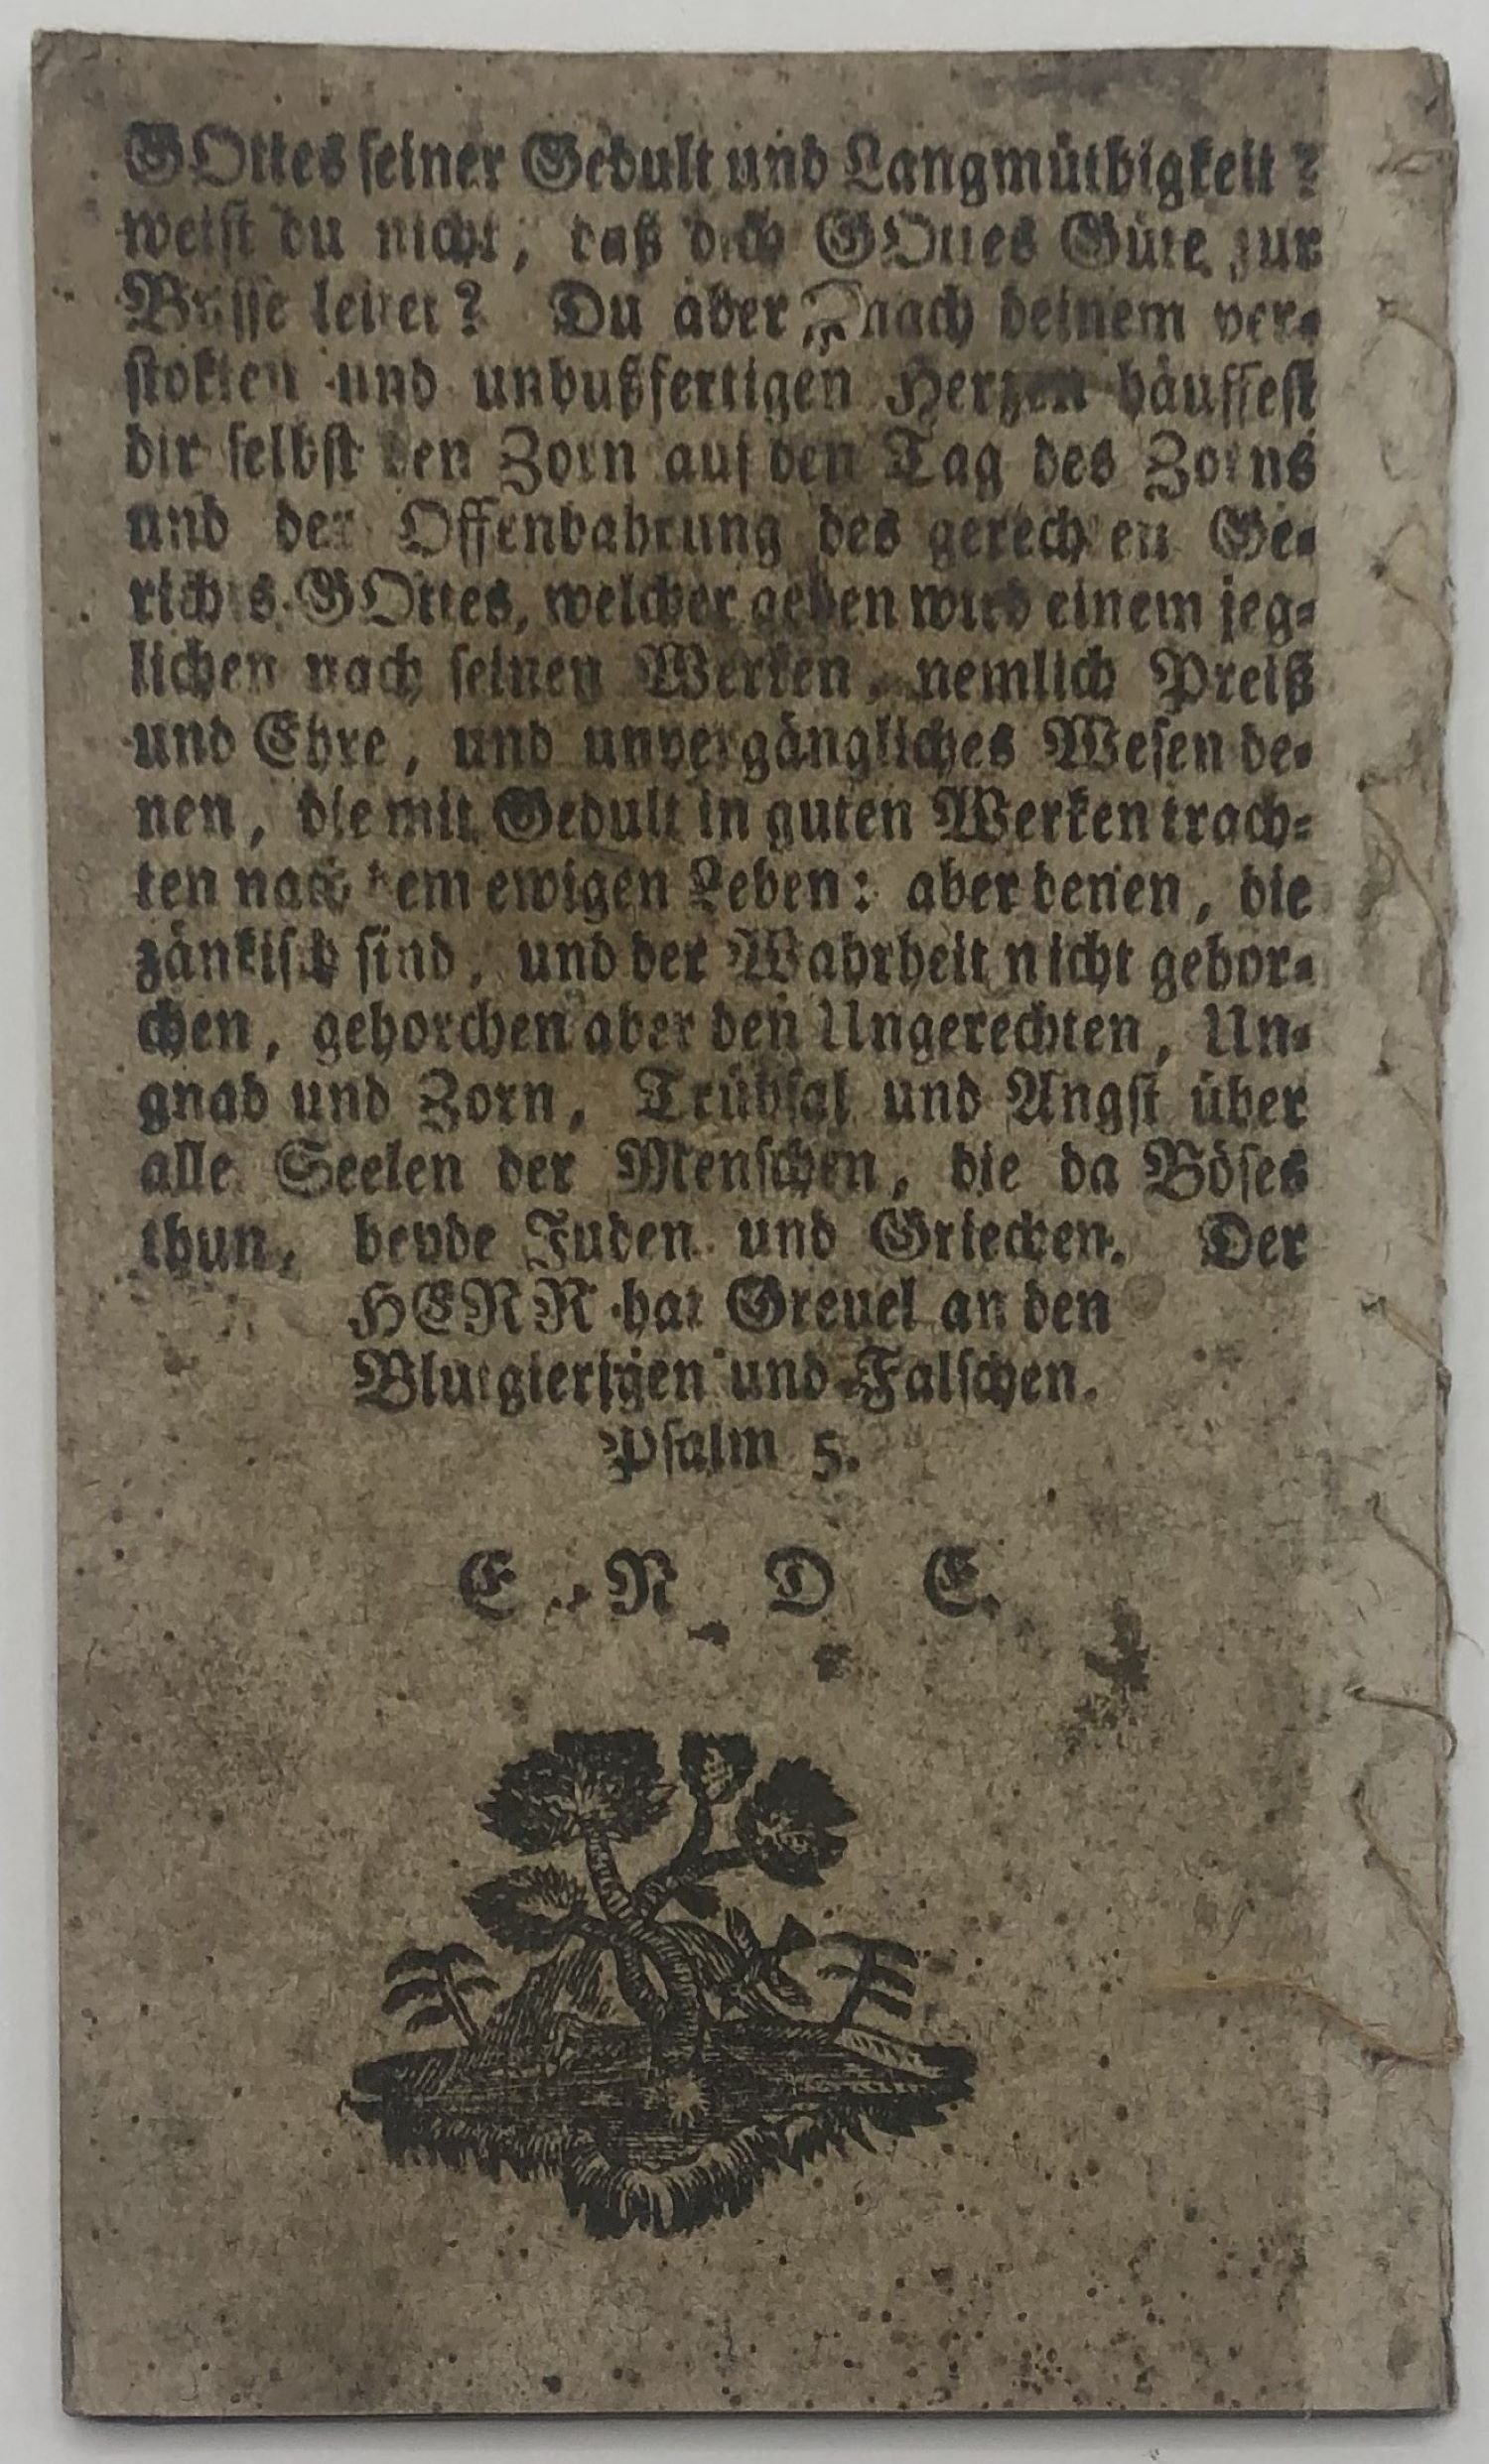 GOttes seiner Gedult und Langmüthigkeit?
weist du nicht, daß dich GOttes Güte zur
Busse leitet? Du aber nach deinem ver-
stokten und unbußfertigen Herzen häuffest
dir selbst den Zorn auf den Tag des Zorns
und der Offenbahrung des gerechten Ge-
richts GOttes, welcher geben wird einem jeg-
lichen nach seinen Werken, nemlich Preiß
und Ehre, und unvergängliches Wesen de-
nen, die mit Gedult in guten Werken trach-
ten nach dem ewigen Leben: aber denen, die
zänkisch sind, und der Wahrheit nicht gehor-
chen, gehorchen aber den Ungerechten, Un-
gnad und Zorn, Trübsal und Angst über
alle Seelen der Menschen, die da Böses
thun, beyde Juden und Griechen. Der
HERR hat Greuel an den
Blutgierigen und Falschen.
Psalm 5.
E N D E.